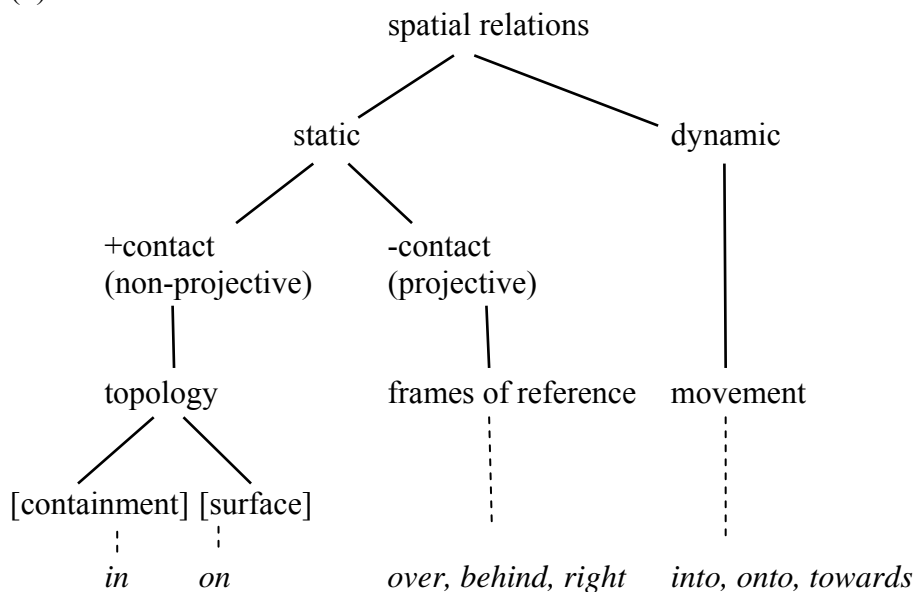 spatial relations
static dynamic
+contact -contact
(non-projective) (projective)
topology frames of reference movement
[containment] [surface]
in on over, behind, right into, onto, towards